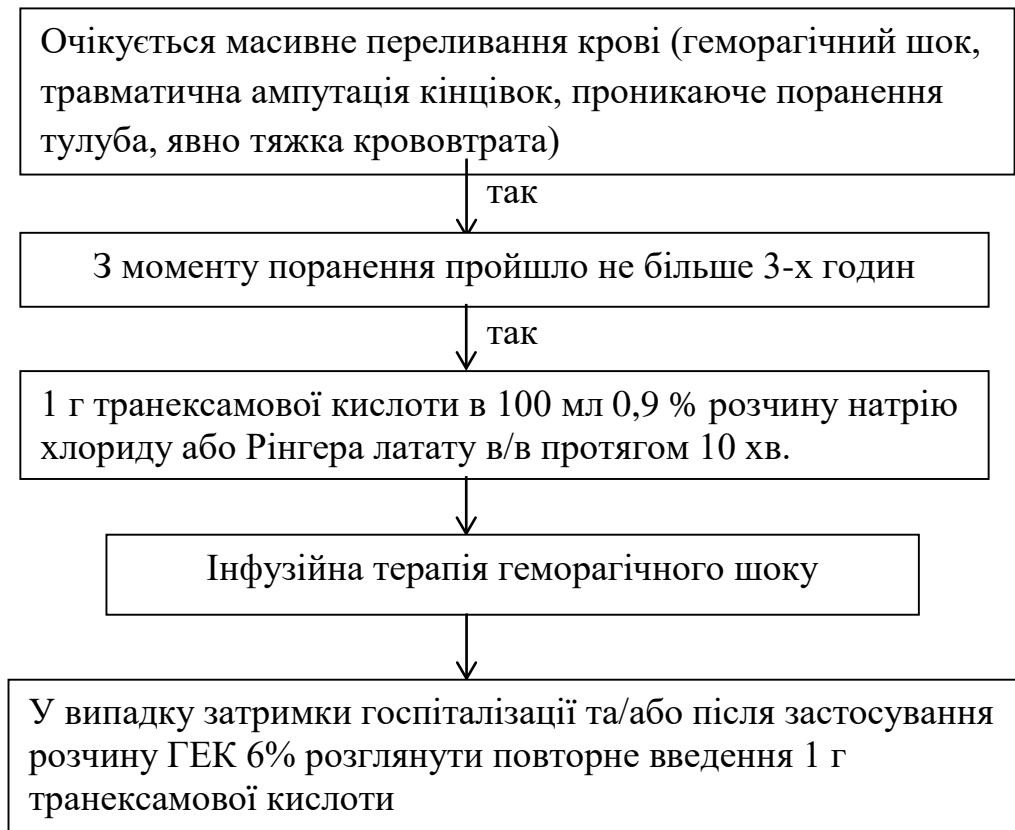 Очікується масивне переливання крові (геморагічний шок,
травматична ампутація кінцівок, проникаюче поранення
тулуба, явно тяжка крововтрата)
так
З моменту поранення пройшло не більше 3-х годин
так
1 г транексамової кислоти в 100 мл 0,9 % розчину натрію
хлориду або Рінгера латату в/в протягом 10 хв.
Інфузійна терапія геморагічного шоку
У випадку затримки госпіталізації та/або після застосування
розчину ГЕК 6% розглянути повторне введення 1 г
транексамової кислоти